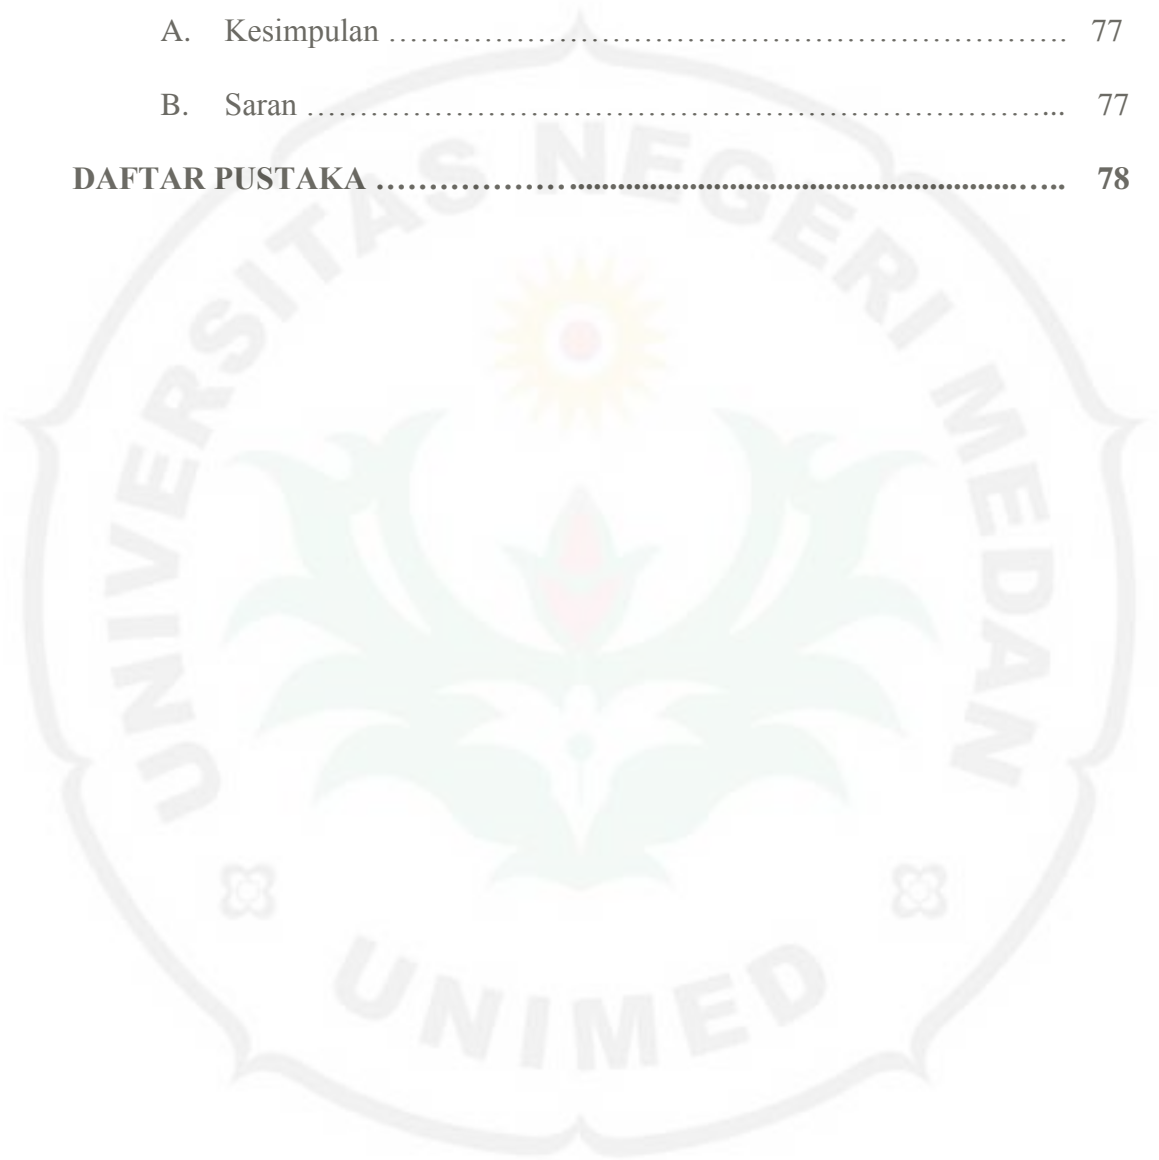 A. Kesimpulan …………………………………………………………. 77
B. Saran ………………………………………………………………... 77
DAFTAR PUSTAKA ……………….......................................................….. 78
UNIVERSITAS NEGERI MEDAN
UNIMED